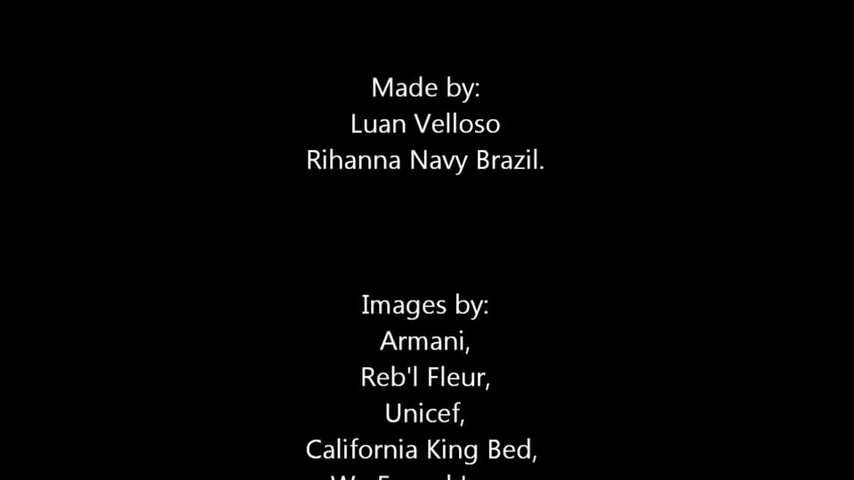 Made by:
Luan Velloso
Rihanna Navy Brazil.
Images by:
Armani,
Reb'l Fleur,
Unicef,
California King Bed,